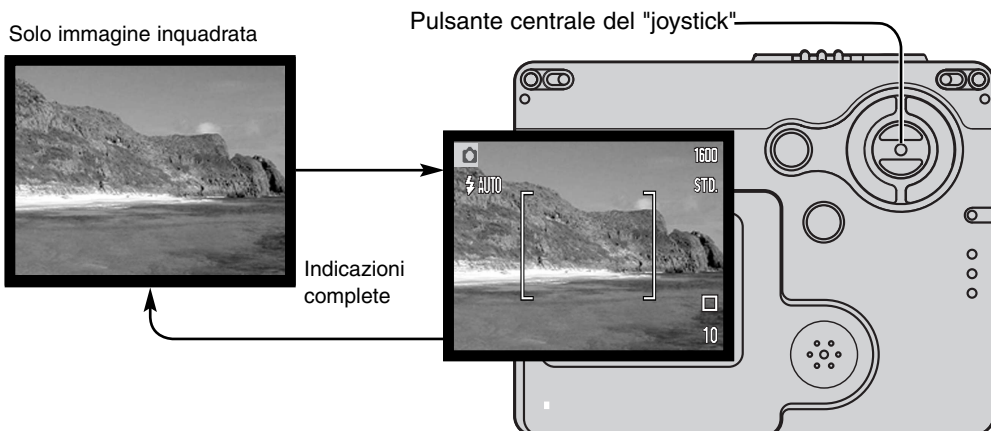 Pulsante centrale del "joystick"
Solo immagine inquadrata
1600
AUTO
STD.
Indicazioni
complete
10